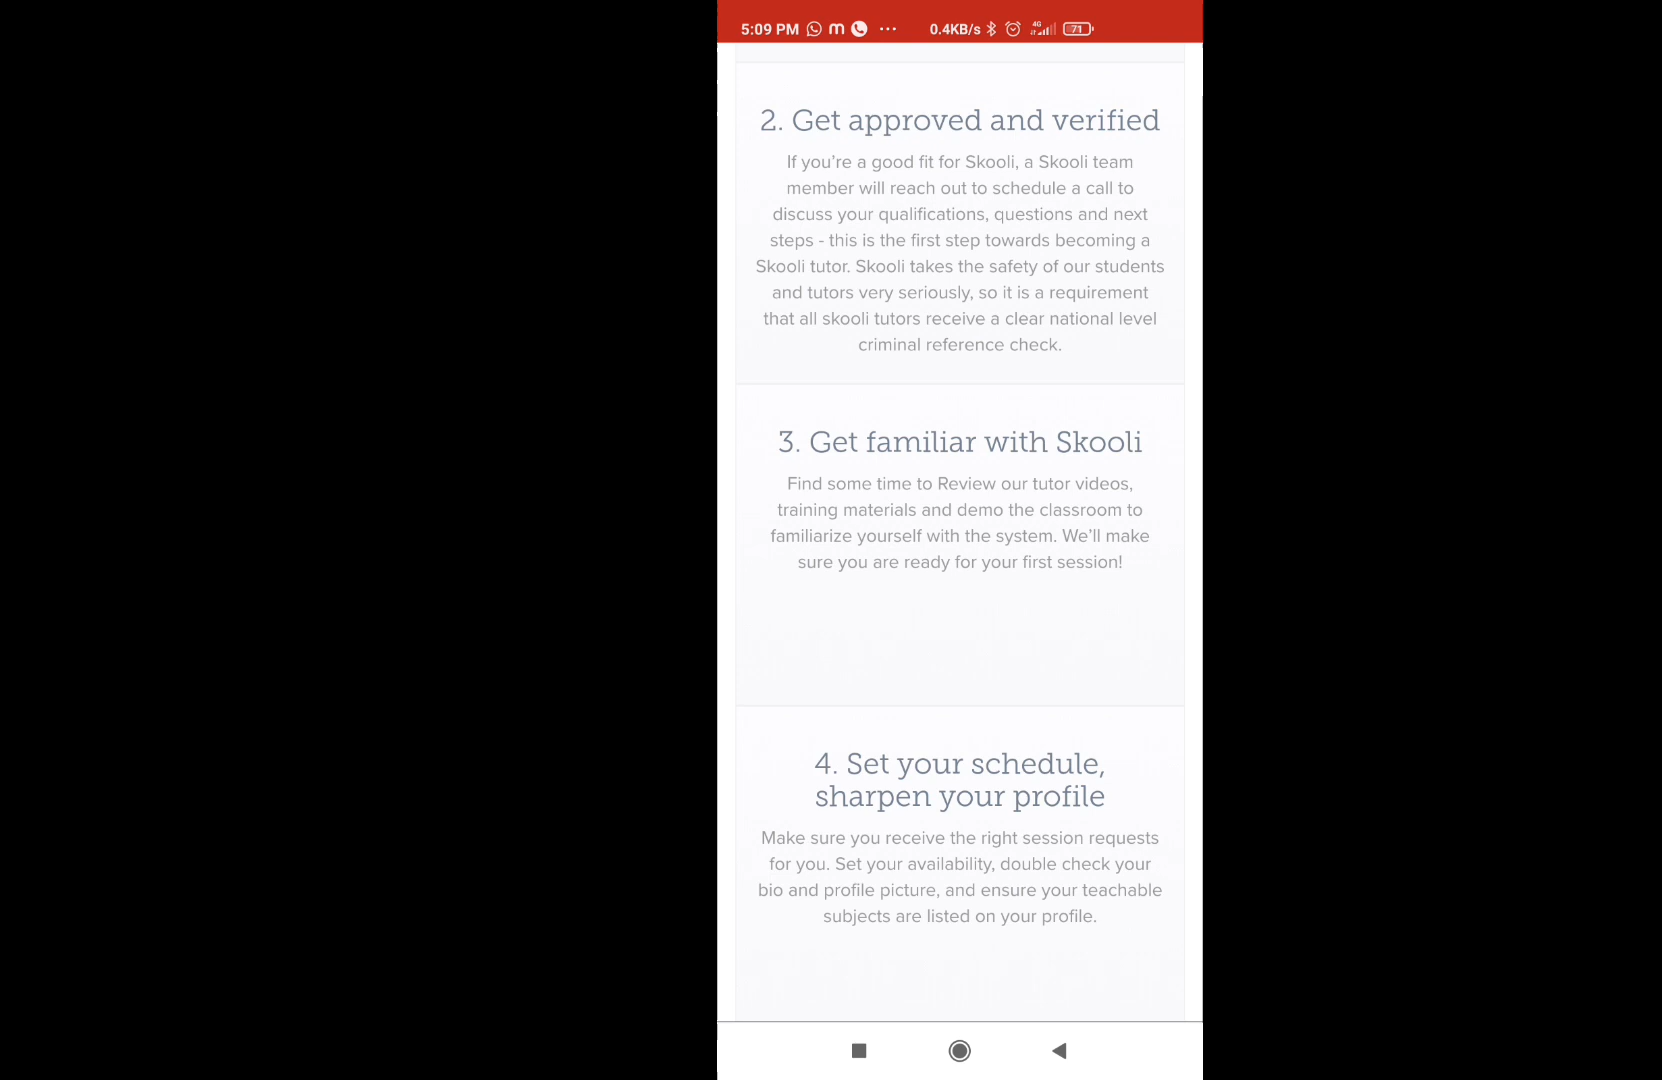 5:09 PM m ... 0.4KB/s 4G 71
2. Get approved and verified
If you’re a good fit for Skooli, a Skooli team
member will reach out to schedule a call to
discuss your qualifications, questions and next
steps - this is the first step towards becoming a
Skooli tutor. Skooli takes the safety of our students
and tutors very seriously, so it is a requirement
that all skooli tutors receive a clear national level
criminal reference check.
3. Get familiar with Skooli
Find some time to Review our tutor videos,
training materials and demo the classroom to
familiarize yourself with the system. We’ll make
sure you are ready for your first session!
4. Set your schedule,
sharpen your profile
Make sure you receive the right session requests
for you. Set your availability, double check your
bio and profile picture, and ensure your teachable
subjects are listed on your profile.